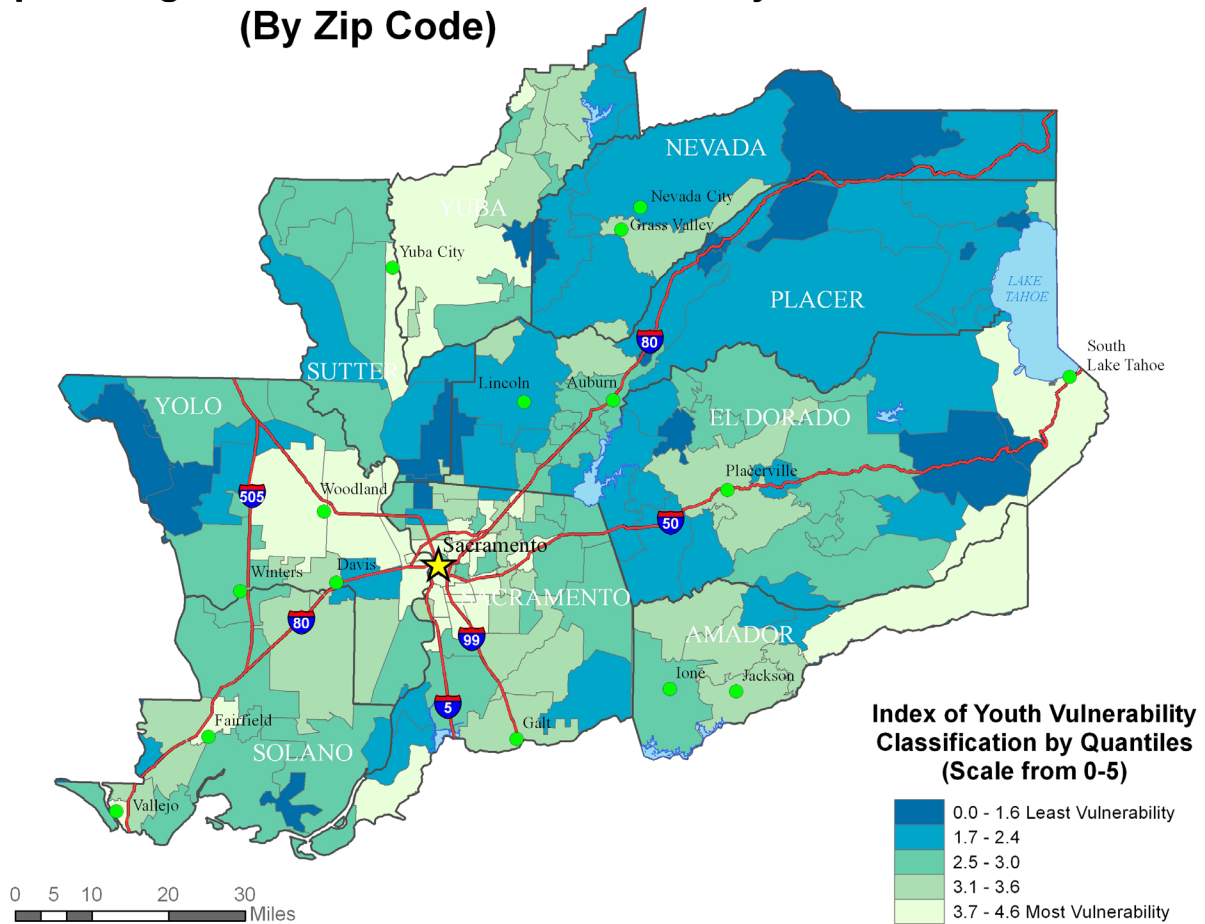 (By Zip Code)
NEVADA
Nevada City
Grass Valley
YUBA
Yuba City
LAKE
TAHOE
PLACER
80
South
Lake Tahoe
SUTTER
Lincoln
Auburn
YOLO
EL DORADO
Placerville
505
Woodland
50
Sacramento
Winters
Davis
SACRAMENTO
80
99
AMADOR
Ione
Jackson
5
Fairfield
Galt
SOLANO
Vallejo
Index of Youth Vulnerability
Classification by Quantiles
(Scale from 0-5)
0.0 - 1.6 Least Vulnerability
1.7 - 2.4
2.5 - 3.0
3.1 - 3.6
3.7 - 4.6 Most Vulnerability
0 5 10 20 30
Miles